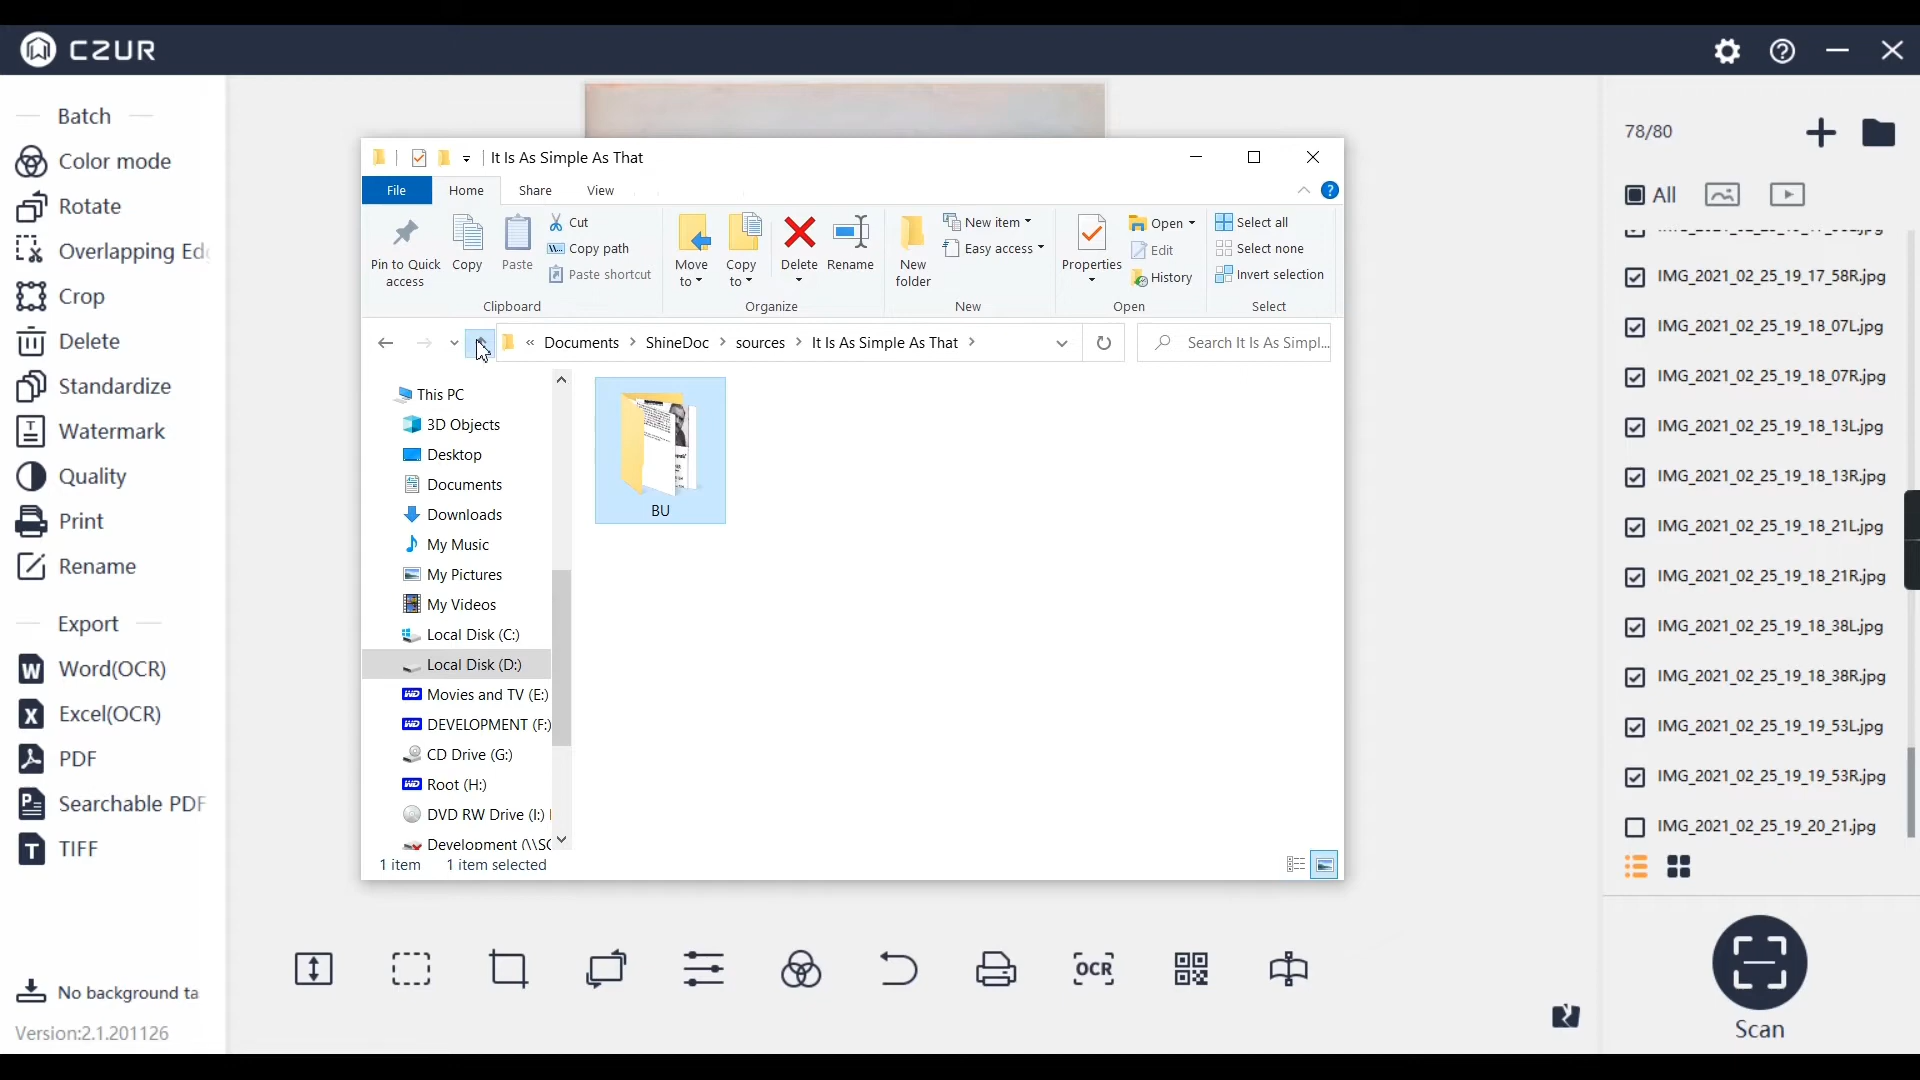 CZUR
Batch
Color mode
Rotate
Overlapping Ed
Crop
Delete
Standardize
Watermark
Quality
Print
Rename
Export
Word(OCR)
Excel(OCR)
PDF
Searchable PDF
TIFF
No background ta
Version:2.1.201126
It Is As Simple As That
File
Home
Share
View
Pin to Quick access
Copy
Paste
Cut
Copy path
Paste shortcut
Clipboard
Move to
Copy to
Delete
Rename
Organize
New folder
New item
Easy access
New
Properties
Open
Edit
History
Open
Select all
Select none
Invert selection
Select
« Documents > ShineDoc > sources > It Is As Simple As That >
Search It Is As Simpl...
This PC
3D Objects
Desktop
Documents
Downloads
My Music
My Pictures
My Videos
Local Disk (C:)
Local Disk (D:)
Movies and TV (E:)
DEVELOPMENT (F:)
CD Drive (G:)
Root (H:)
DVD RW Drive (I:)
Development (\\SC
BU
1 item
1 item selected
OCR
78/80
All
IMG_2021_02_25_19_17_58R.jpg
IMG_2021_02_25_19_18_07L.jpg
IMG_2021_02_25_19_18_07R.jpg
IMG_2021_02_25_19_18_13L.jpg
IMG_2021_02_25_19_18_13R.jpg
IMG_2021_02_25_19_18_21L.jpg
IMG_2021_02_25_19_18_21R.jpg
IMG_2021_02_25_19_18_38L.jpg
IMG_2021_02_25_19_18_38R.jpg
IMG_2021_02_25_19_19_53L.jpg
IMG_2021_02_25_19_19_53R.jpg
IMG_2021_02_25_19_20_21.jpg
Scan